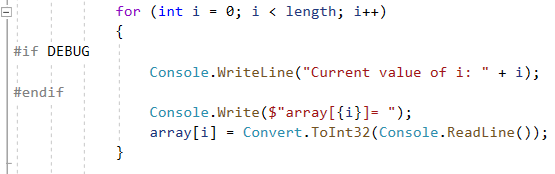 for (int i = 0; i < length; i++)
{
#if DEBUG
Console.WriteLine("Current value of i: " + i);
#endif
Console.Write($"array[{i}]= ");
array[i] = Convert.ToInt32(Console.ReadLine());
}